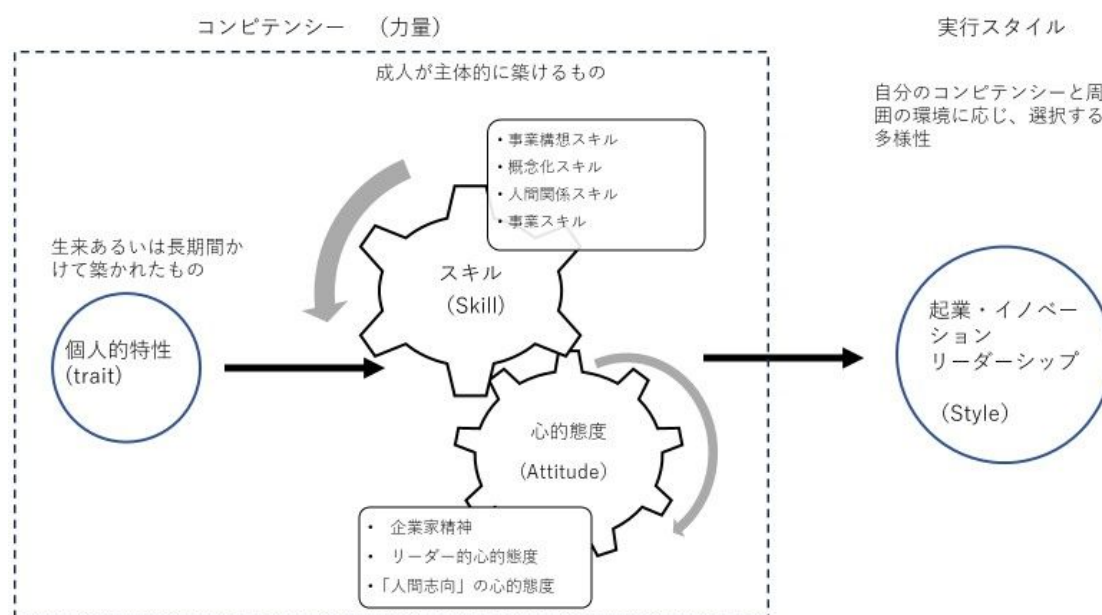 コンピテンシー　（力量）
実行スタイル
成人が主体的に築けるもの
自分のコンピテンシーと周
囲の環境に応じ、選択する
多様性
・事業構想スキル
・概念化スキル
・人間関係スキル
・事業スキル
生来あるいは長期間か
けて築かれたもの
スキル
（Skill）
個人的特性
(trait)
起業・イノベー
ション
リーダーシップ
（Style）
心的態度
（Attitude）
・　企業家精神
・　リーダー的心的態度
・「人間志向」の心的態度